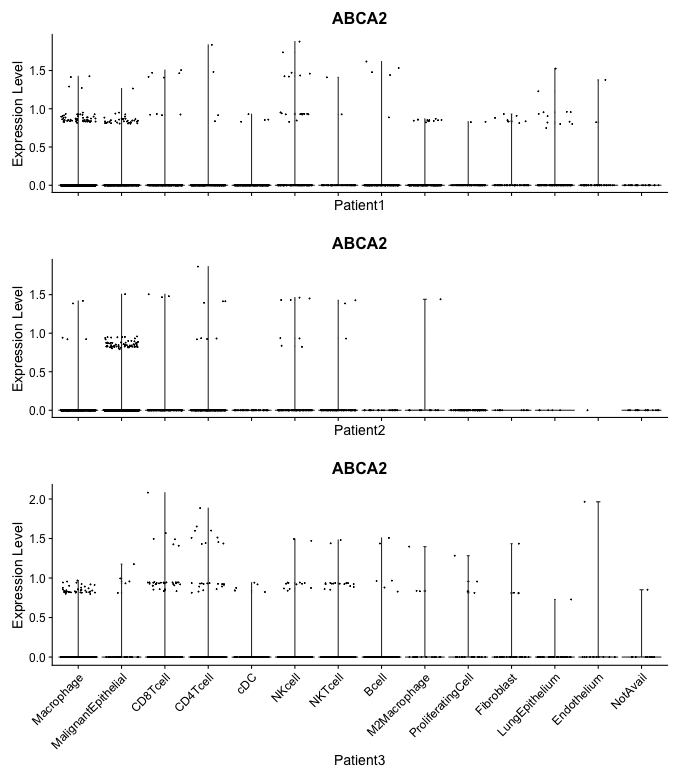 ABCA2
Expression Level
1.5
1.0
0.5
0.0
Patient1
ABCA2
Expression Level
1.5
1.0
0.5
0.0
Patient2
ABCA2
Expression Level
2.0
1.5
1.0
0.5
0.0
Macrophage
MalignantEpithelial
CD8Tcell
CD4Tcell
cDC
NKcell
NKTcell
Bcell
M2Macrophage
ProliferatingCell
Fibroblast
LungEpithelium
Endothelium
NotAvail
Patient3